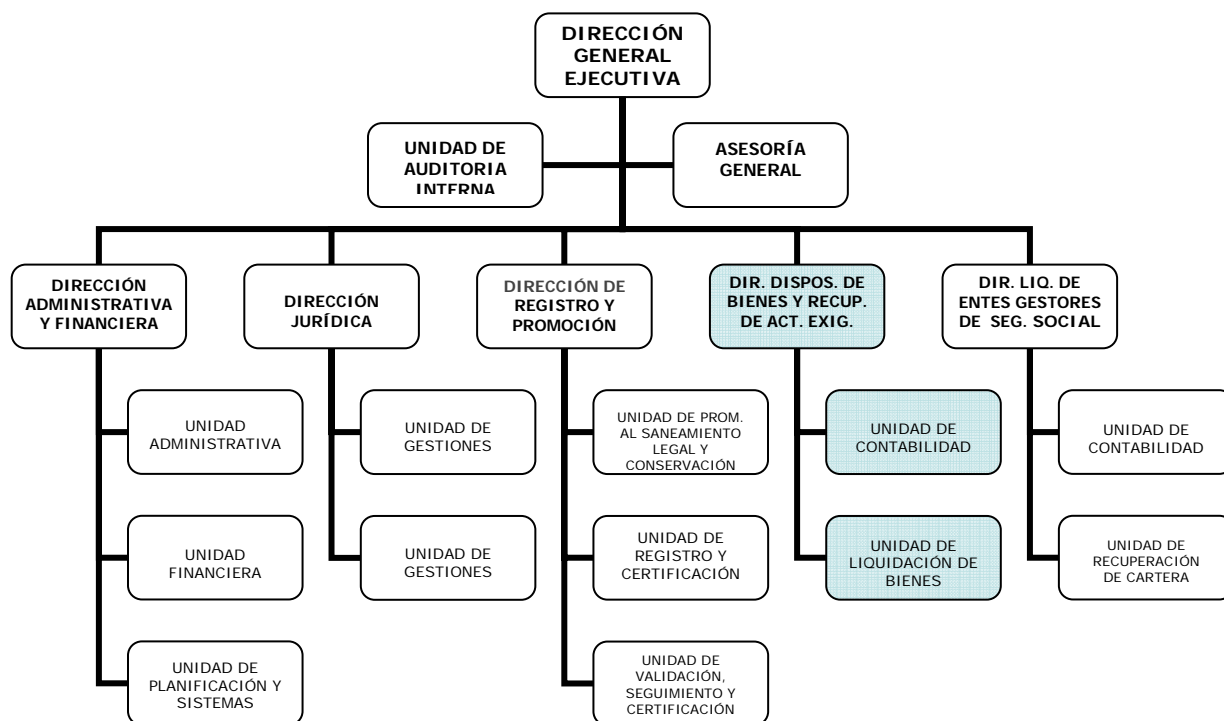 DIRECCIÓN
GENERAL
EJECUTIVA
UNIDAD DE
AUDITORIA
INTERNA
ASESORÍA
GENERAL
DIRECCIÓN
ADMINISTRATIVA
Y FINANCIERA
DIRECCIÓN
JURÍDICA
DIRECCIÓN DE
REGISTRO Y
PROMOCIÓN
DIR. DISPOS. DE
BIENES Y RECUP.
DE ACT. EXIG.
DIR. LIQ. DE
ENTES GESTORES
DE SEG. SOCIAL
UNIDAD
ADMINISTRATIVA
UNIDAD DE
GESTIONES
UNIDAD DE PROM.
AL SANEAMIENTO
LEGAL Y
CONSERVACIÓN
UNIDAD DE
CONTABILIDAD
UNIDAD DE
CONTABILIDAD
UNIDAD
FINANCIERA
UNIDAD DE
GESTIONES
UNIDAD DE
REGISTRO Y
CERTIFICACIÓN
UNIDAD DE
LIQUIDACIÓN DE
BIENES
UNIDAD DE
RECUPERACIÓN
DE CARTERA
UNIDAD DE
PLANIFICACIÓN Y
SISTEMAS
UNIDAD DE
VALIDACIÓN,
SEGUIMIENTO Y
CERTIFICACIÓN